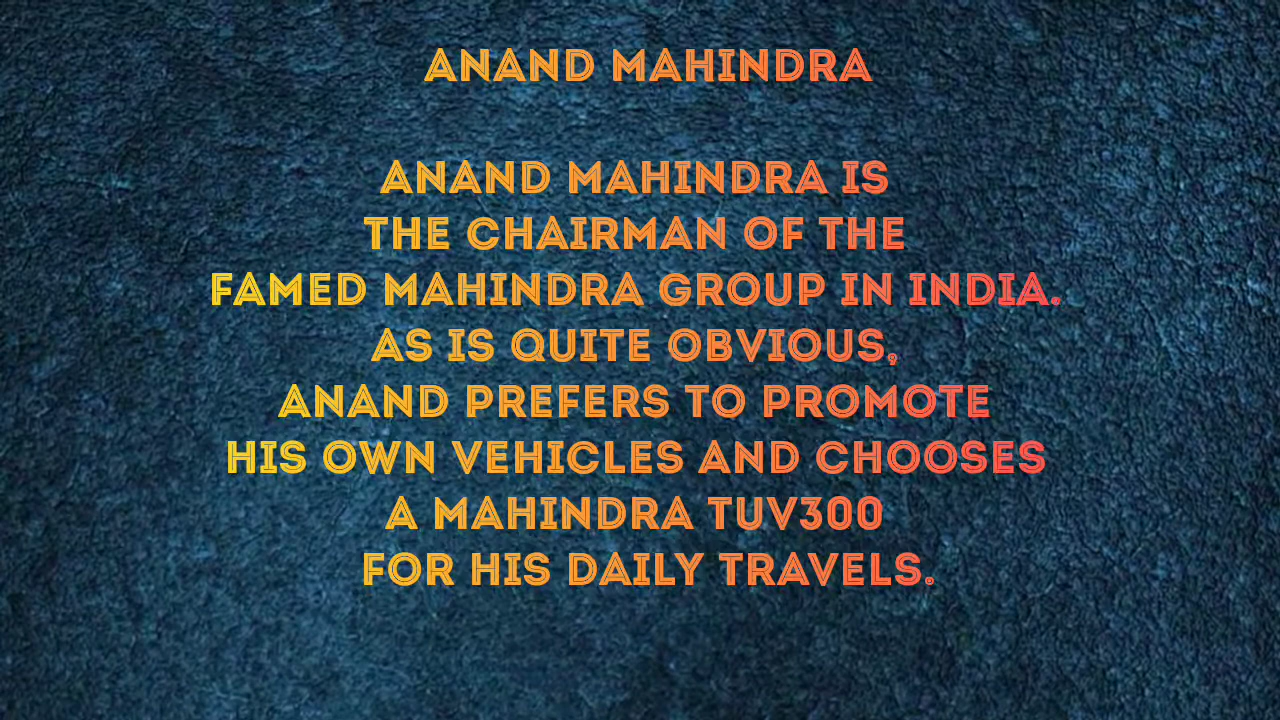 ANAND MAHINDRA
ANAND MAHINDRA IS
THE CHAIRMAN OF THE
FAMED MAHINDRA GROUP IN INDIA.
AS IS QUITE OBVIOUS,
ANAND PREFERS TO PROMOTE
HIS OWN VEHICLES AND CHOOSES
A MAHINDRA TUV300
FOR HIS DAILY TRAVELS.